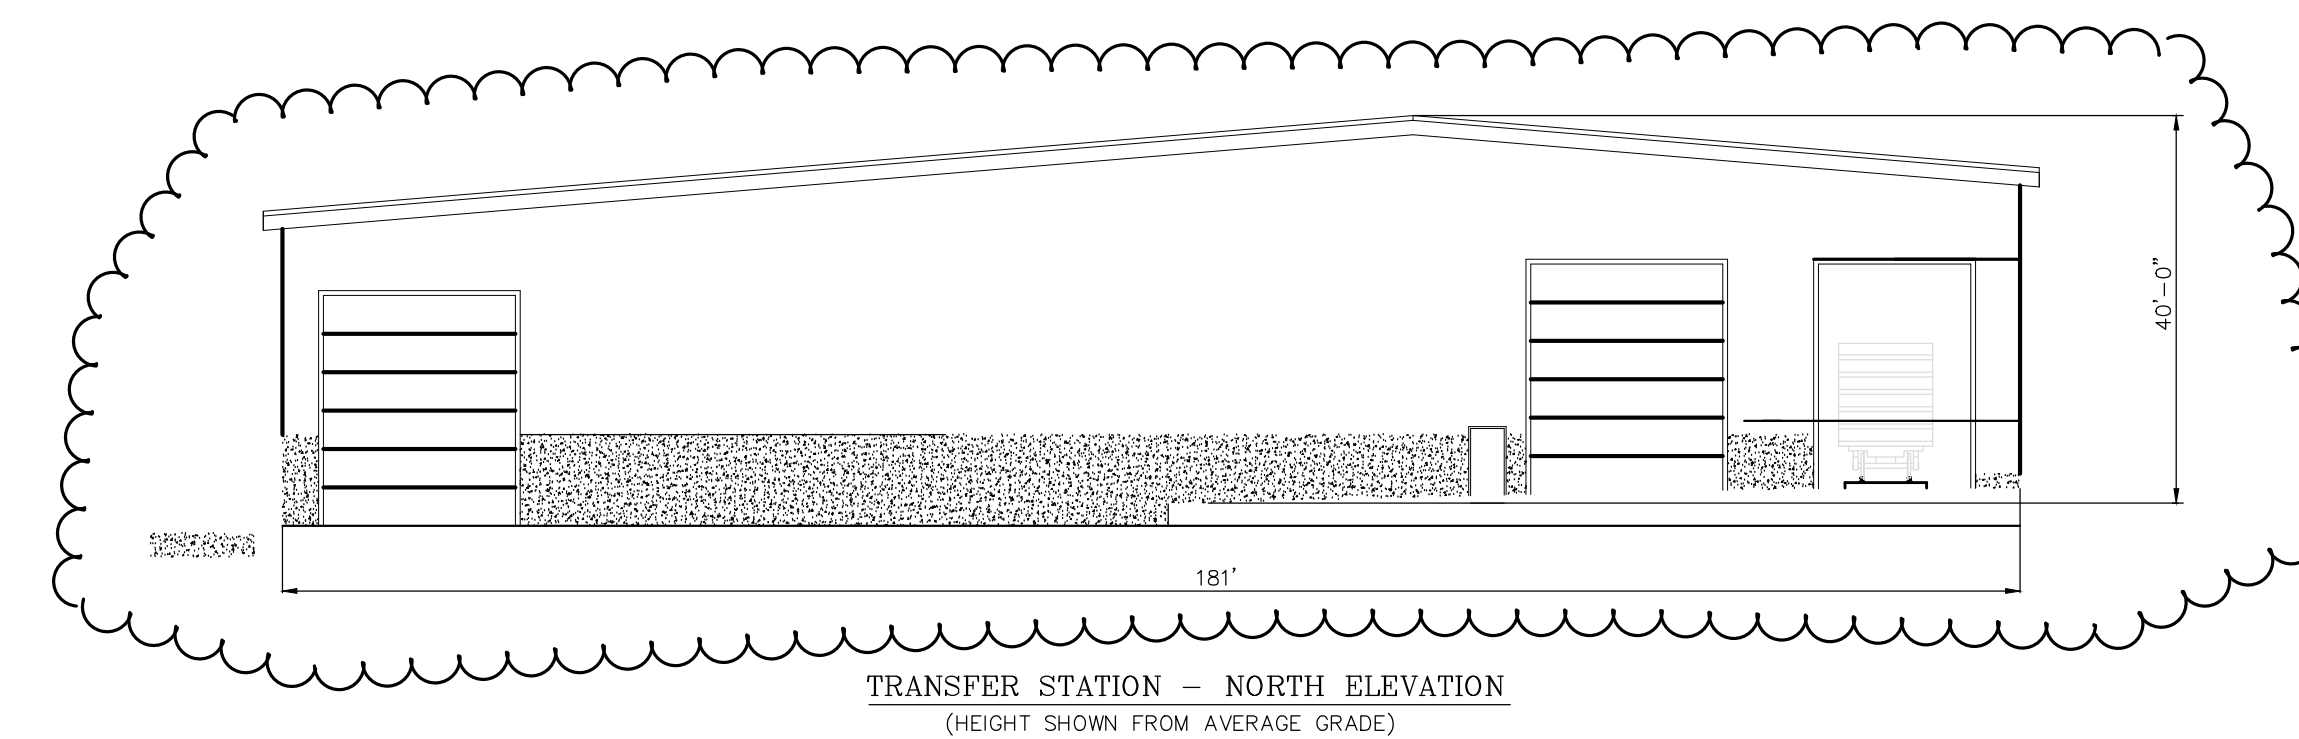 40'-0"
181'
TRANSFER STATION - NORTH ELEVATION
(HEIGHT SHOWN FROM AVERAGE GRADE)